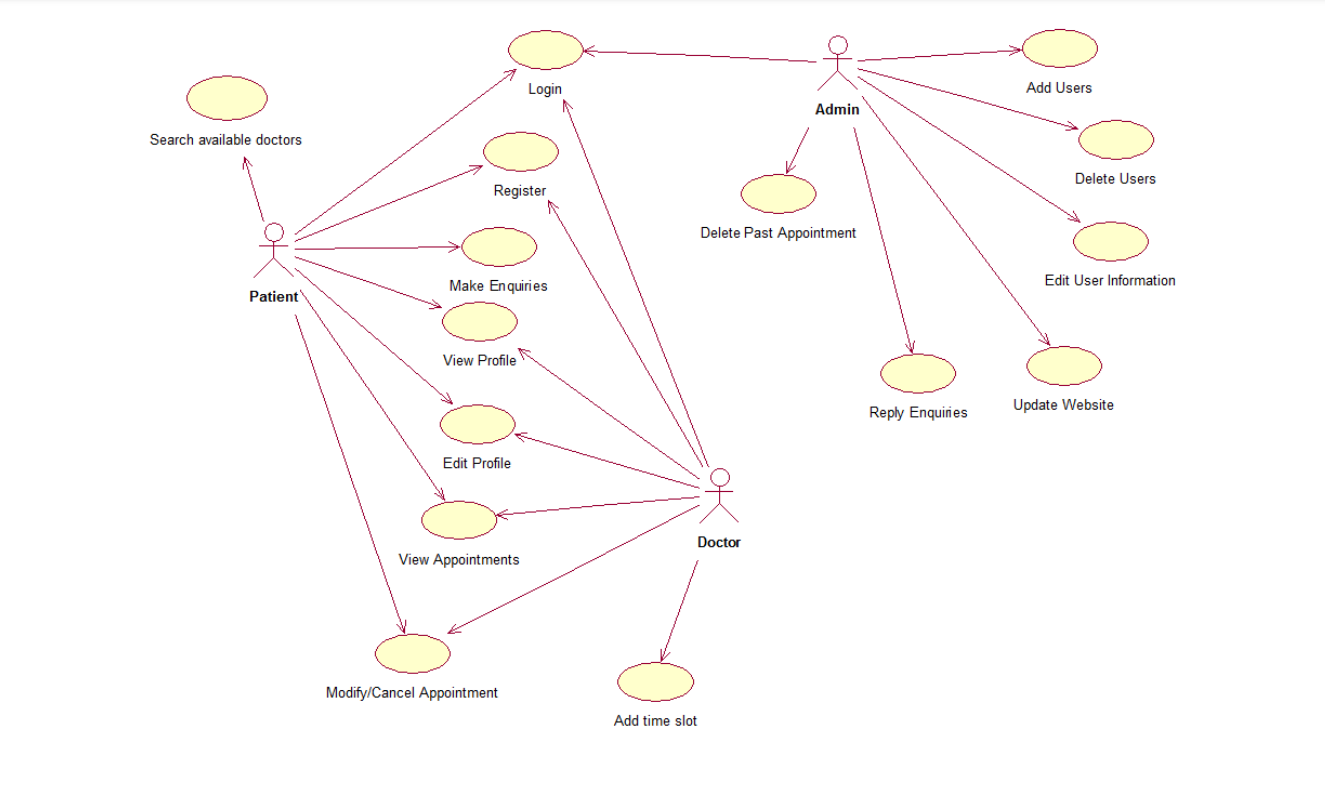 Login
Add Users
Admin
Search available doctors
Delete Users
Register
Delete Past Appointment
Edit User Information
Make Enquiries
Patient
View Profile
Update Website
Reply Enquiries
Edit Profile
Doctor
View Appointments
Modify/Cancel Appointment
Add time slot